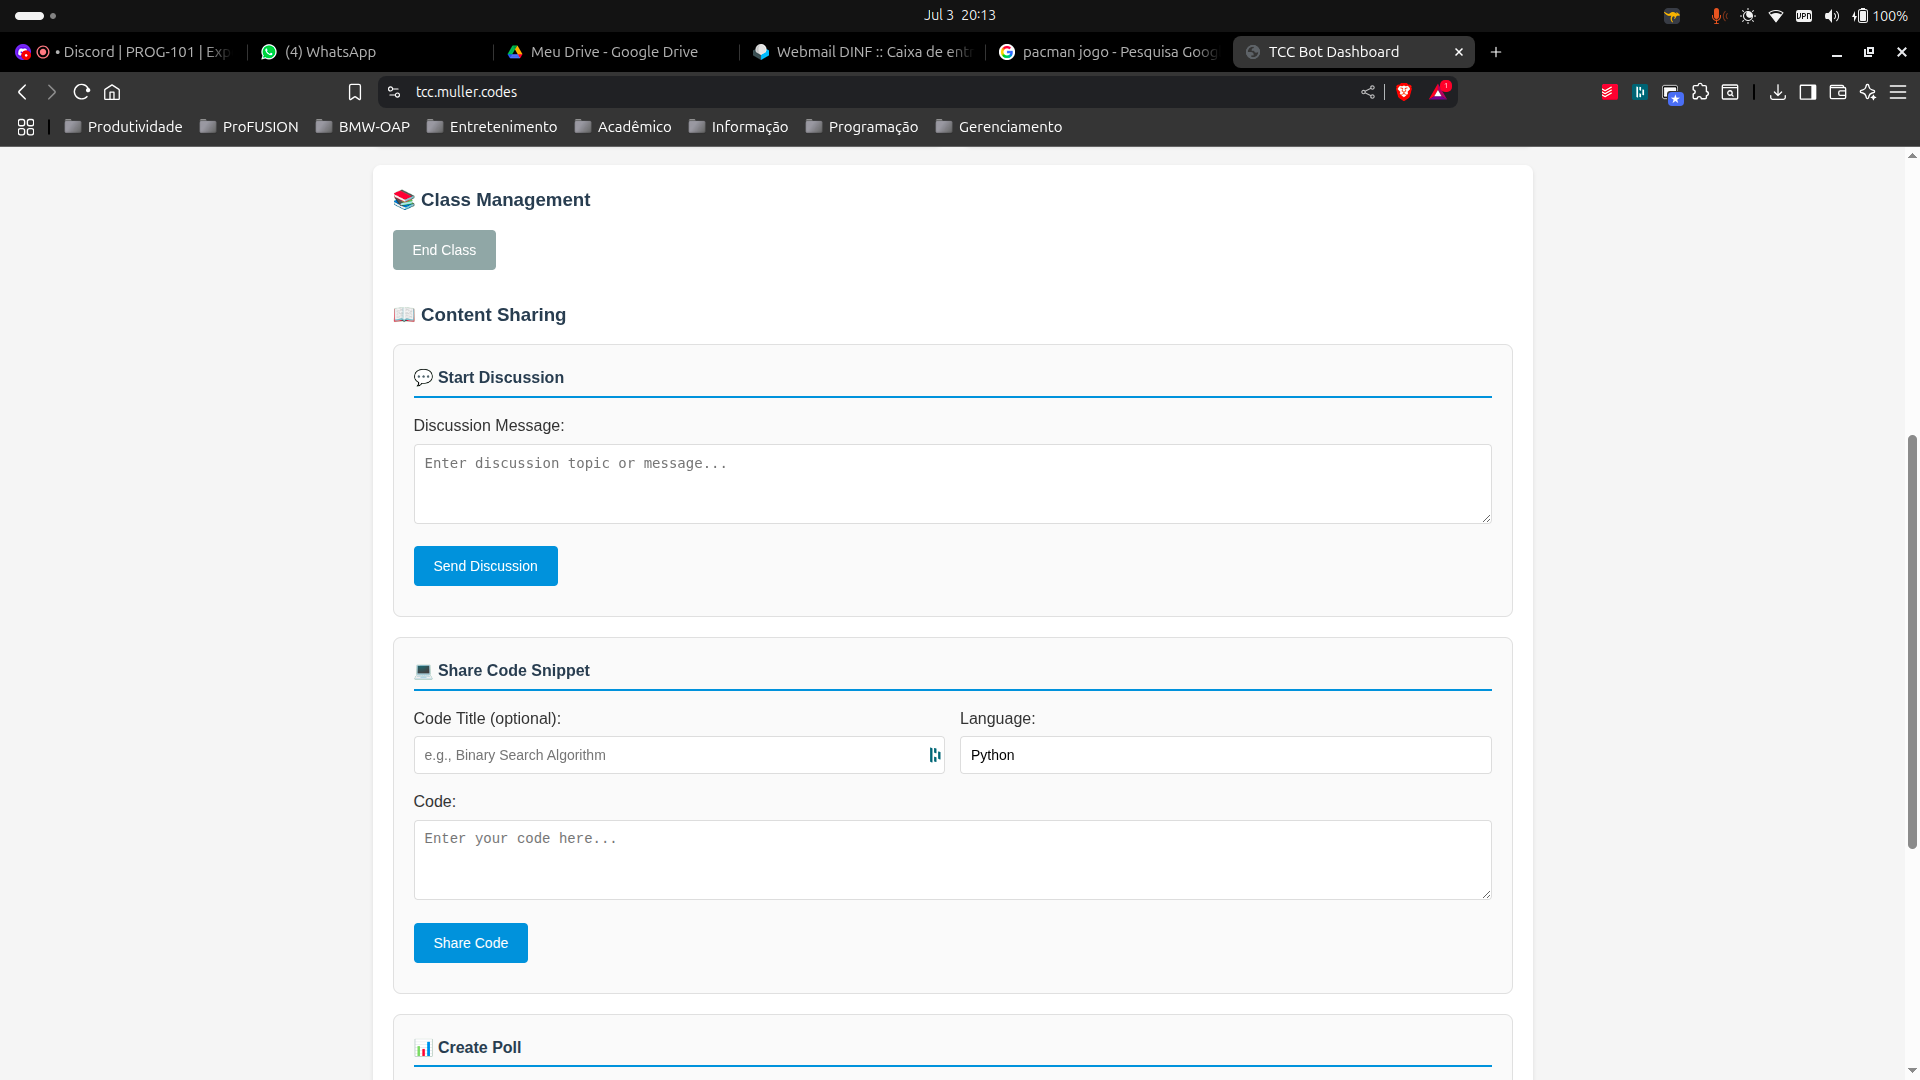 Jul 3 20:13
100%
• Discord | PROG-101 | Exp
(4) WhatsApp
Meu Drive - Google Drive
Webmail DINF :: Caixa de ent
pacman jogo - Pesquisa Goog
TCC Bot Dashboard
tcc.muller.codes
1
VPN
Produtividade
ProFUSION
BMW-OAP
Entretenimento
Acadêmico
Informação
Programação
Gerenciamento
📚 Class Management
End Class
📖 Content Sharing
💬 Start Discussion
Discussion Message:
Enter discussion topic or message...
Send Discussion
💻 Share Code Snippet
Code Title (optional):
Language:
e.g., Binary Search Algorithm
Python
Code:
Enter your code here...
Share Code
📊 Create Poll